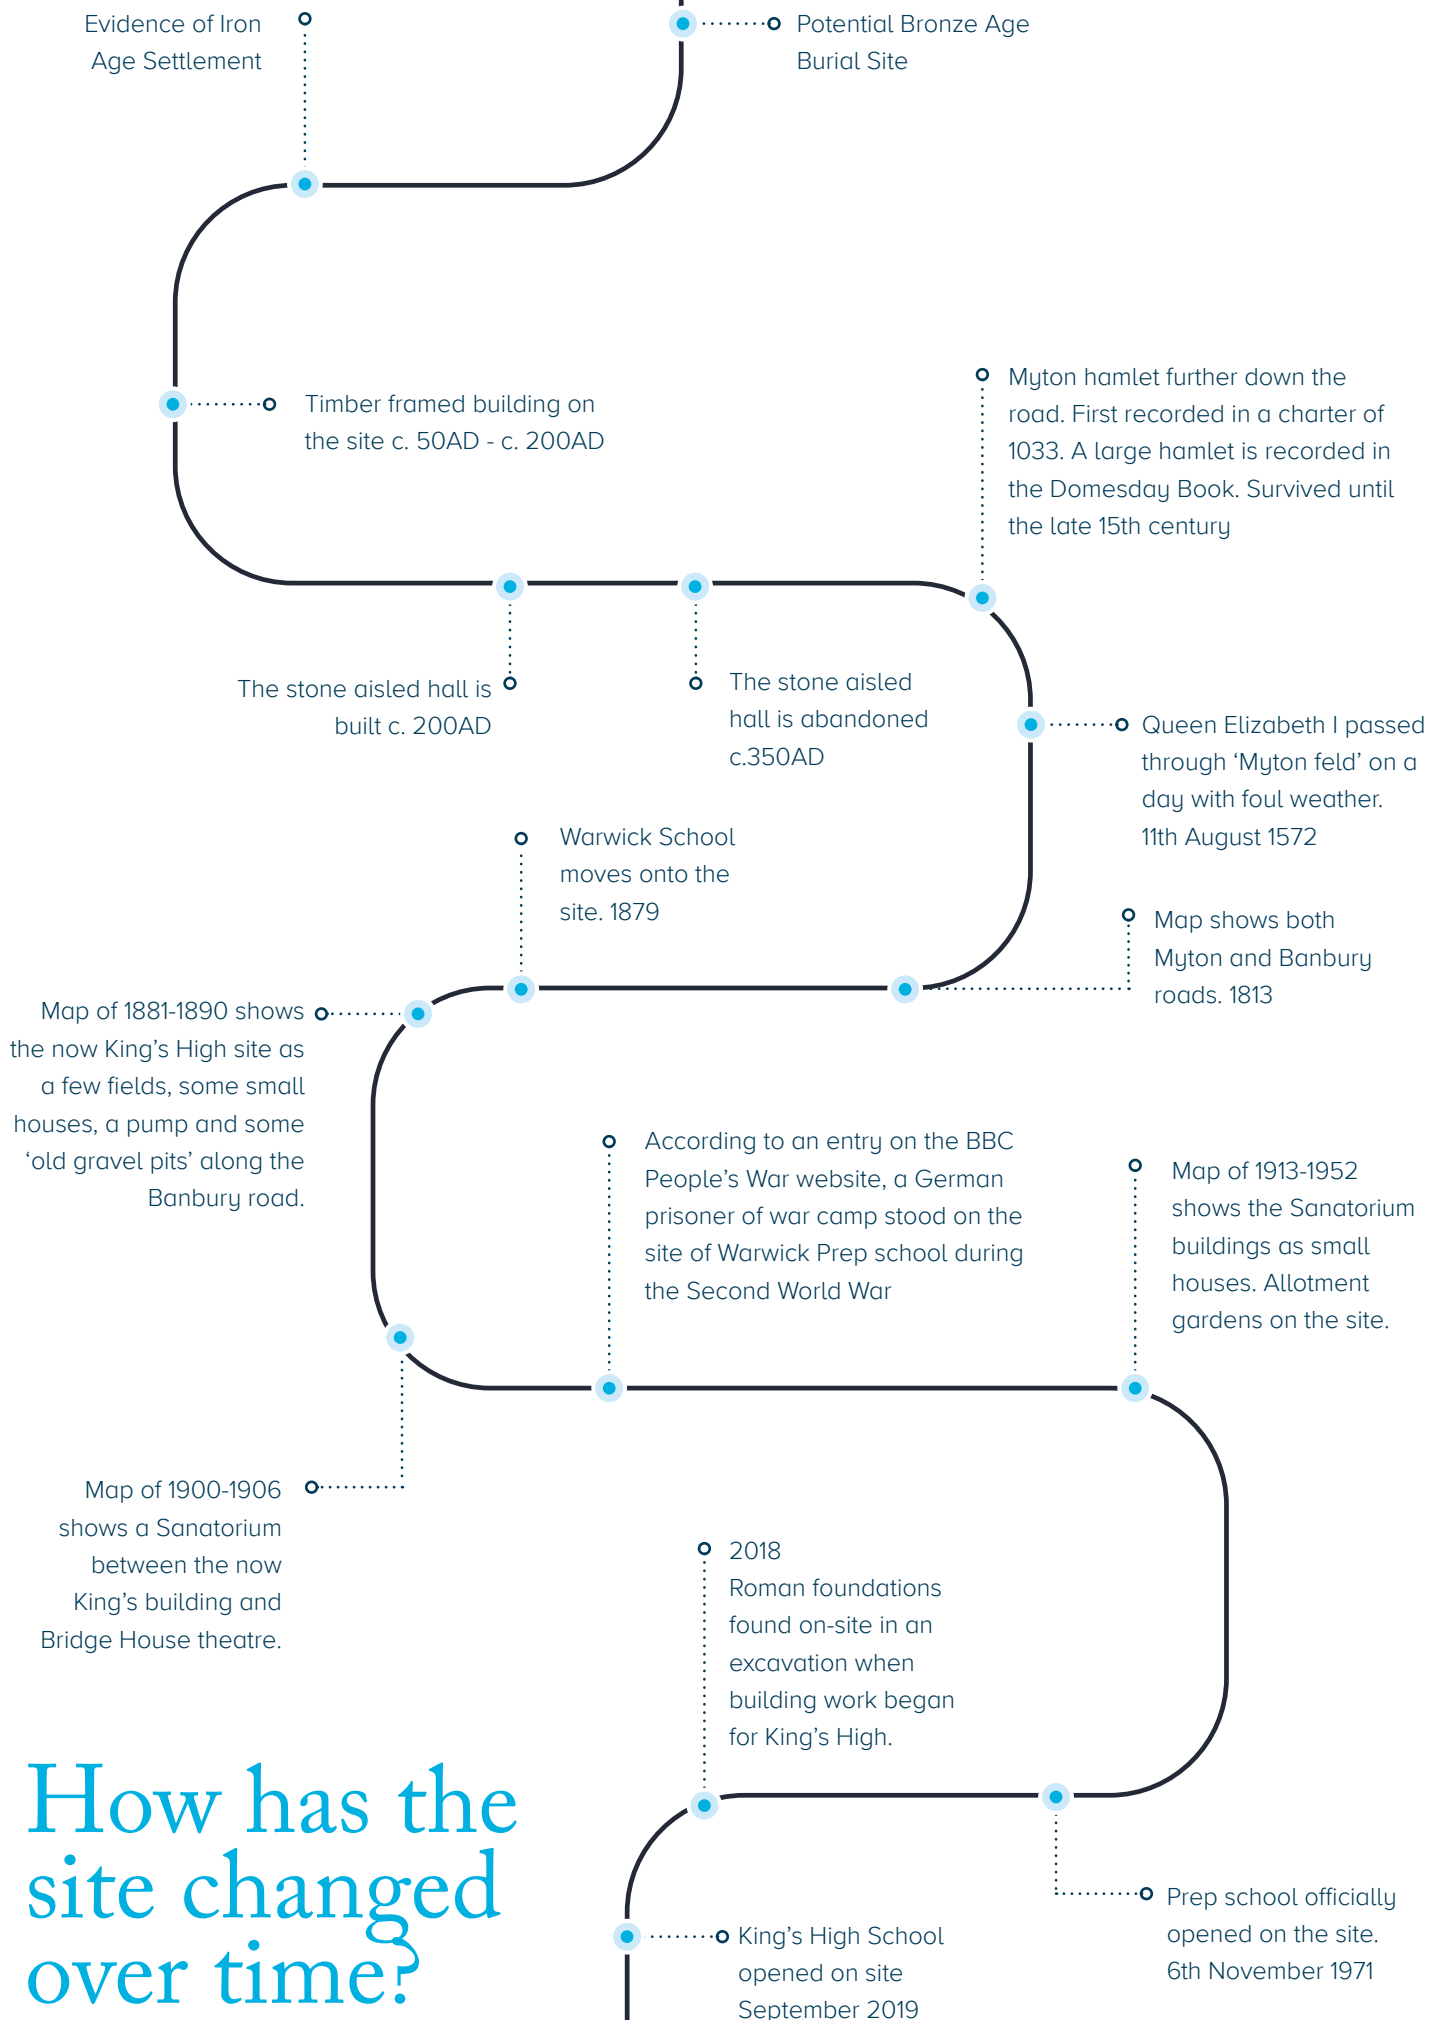 Potential Bronze Age
Burial Site
Evidence of Iron
Age Settlement
Timber framed building on
the site c. 50AD - c. 200AD
The stone aisled hall is
built c. 200AD
The stone aisled
hall is abandoned
c.350AD
Myton hamlet further down the
road. First recorded in a charter of
1033. A large hamlet is recorded in
the Domesday Book. Survived until
the late 15th century
Queen Elizabeth I passed
through ‘Myton feld’ on a
day with foul weather.
11th August 1572
Map shows both
Myton and Banbury
roads. 1813
Warwick School
moves onto the
site. 1879
Map of 1881-1890 shows
the now King’s High site as
a few fields, some small
houses, a pump and some
‘old gravel pits’ along the
Banbury road.
Map of 1900-1906
shows a Sanatorium
between the now
King’s building and
Bridge House theatre.
According to an entry on the BBC
People’s War website, a German
prisoner of war camp stood on the
site of Warwick Prep school during
the Second World War
Map of 1913-1952
shows the Sanatorium
buildings as small
houses. Allotment
gardens on the site.
Prep school officially
opened on the site.
6th November 1971
2018
Roman foundations
found on-site in an
excavation when
building work began
for King’s High.
King’s High School
opened on site
September 2019
How has the
site changed
over time?